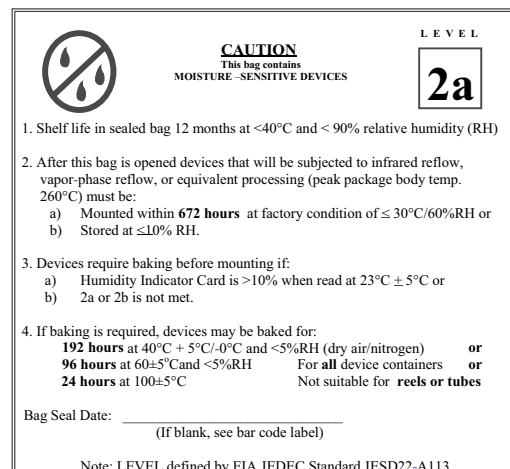 L E V E L
CAUTION
This bag contains
MOISTURE –SENSITIVE DEVICES
2a
1. Shelf life in sealed bag 12 months at <40°C and < 90% relative humidity (RH)
2. After this bag is opened devices that will be subjected to infrared reflow,
vapor-phase reflow, or equivalent processing (peak package body temp.
260°C) must be:
a) Mounted within 672 hours at factory condition of ≤ 30°C/60%RH or
b) Stored at ≤10% RH.
3. Devices require baking before mounting if:
a) Humidity Indicator Card is >10% when read at 23°C ± 5°C or
b) 2a or 2b is not met.
4. If baking is required, devices may be baked for:
192 hours at 40°C + 5°C/-0°C and <5%RH (dry air/nitrogen) or
96 hours at 60±5°Cand <5%RH For all device containers or
24 hours at 100±5°C Not suitable for reels or tubes
Bag Seal Date: ________________________________
(If blank, see bar code label)
Note: LEVEL defined by EIA JEDEC Standard JESD22-A113